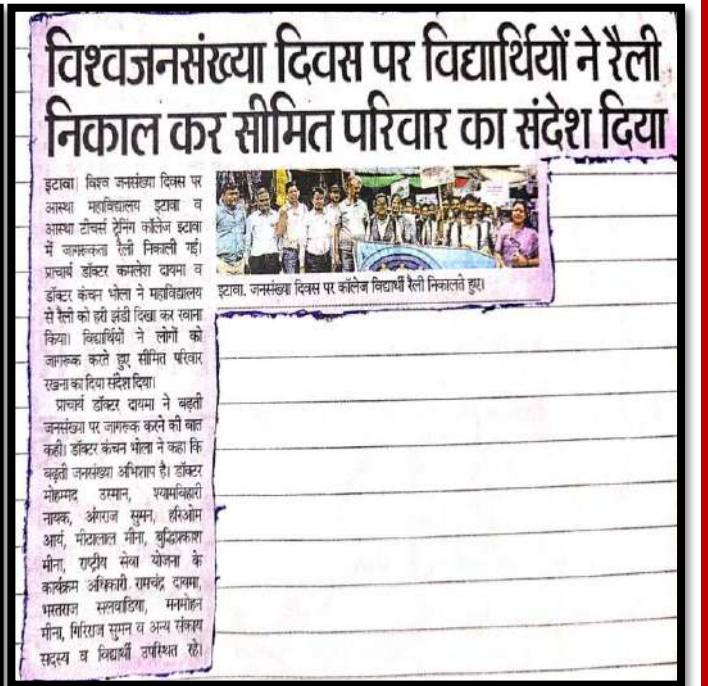 विश्वजनसंख्या दिवस पर विद्यार्थियों ने रैली
निकाल कर सीमित परिवार का संदेश दिया
इटावा। विश्व जनसंख्या दिवस पर
आस्था महाविद्यालय इटावा व
आस्था टीचर्स ट्रेनिंग कॉलेज इटावा
में जागरूकता रैली निकाली गई।
प्राचार्य डॉक्टर कमलेश दायमा व
डॉक्टर कंचन भोला ने महाविद्यालय
से रैली को हरी झंडी दिखा कर रवाना
किया। विद्यार्थियों ने लोगों को
जागरूक करते हुए सीमित परिवार
रखना का दिया संदेश दिया।
प्राचार्य डॉक्टर दायमा ने बढ़ती
जनसंख्या पर जागरूक करने की बात
कही। डॉक्टर कंचन भोला ने कहा कि
बढ़ती जनसंख्या अभिशाप है। डॉक्टर
मोहम्मद उस्मान, श्यामबिहारी
नायक, अंगराज सुमन, हरिओम
आर्य, मीठालाल मीना, बुद्धिप्रकाश
मीना, राष्ट्रीय सेवा योजना के
कार्यक्रम अधिकारी रामचंद्र दायमा,
भरतराज सलवाडिया, मनमोहन
मीना, गिरिराज सुमन व अन्य संकाय
सदस्य व विद्यार्थी उपस्थित रहे।
इटावा. जनसंख्या दिवस पर कॉलेज विद्यार्थी रैली निकालते हुए।